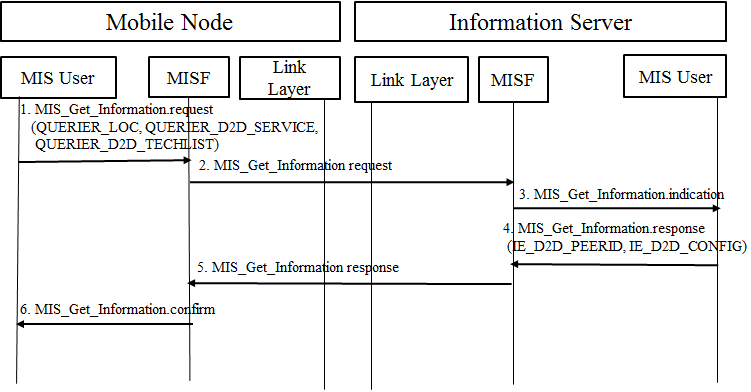 Mobile Node
Information Server
MIS User
MISF
Link
Layer
Link Layer
MISF
MIS User
1. MIS_Get_Information.request
(QUERIER_LOC, QUERIER_D2D_SERVICE,
QUERIER_D2D_TECHLIST)
2. MIS_Get_Information request
3. MIS_Get_Information.indication
4. MIS_Get_Information.response
(IE_D2D_PEERID, IE_D2D_CONFIG)
5. MIS_Get_Information response
6. MIS_Get_Information.confirm